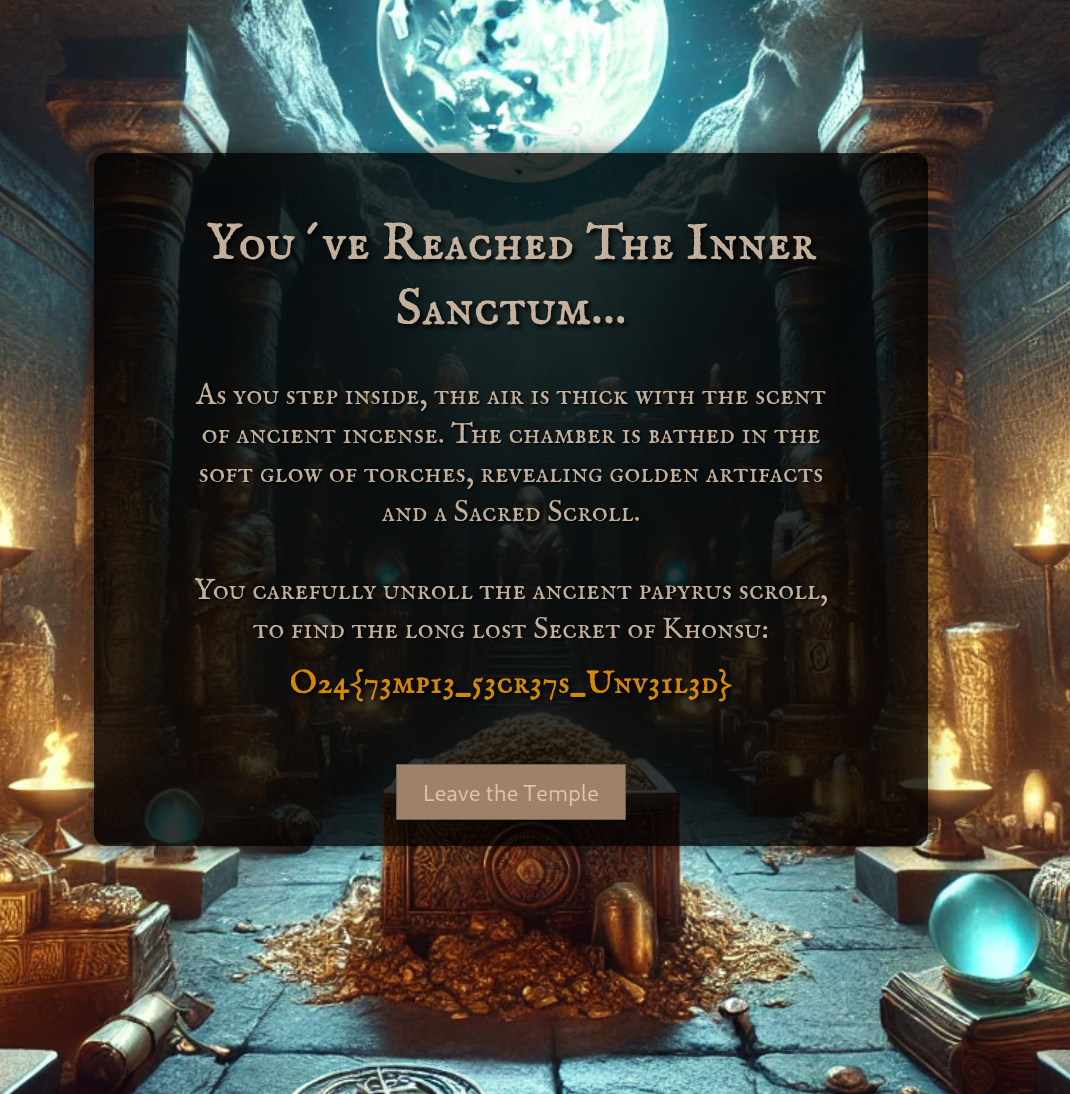 You´ve Reached The Inner
Sanctum...
As you step inside, the air is thick with the scent
of ancient incense. The chamber is bathed in the
soft glow of torches, revealing golden artifacts
and a Sacred Scroll.
You carefully unroll the ancient papyrus scroll,
to find the long lost Secret of Khonsu:
O24{73mp13_53cr37s_Unv31l3d}
Leave the Temple